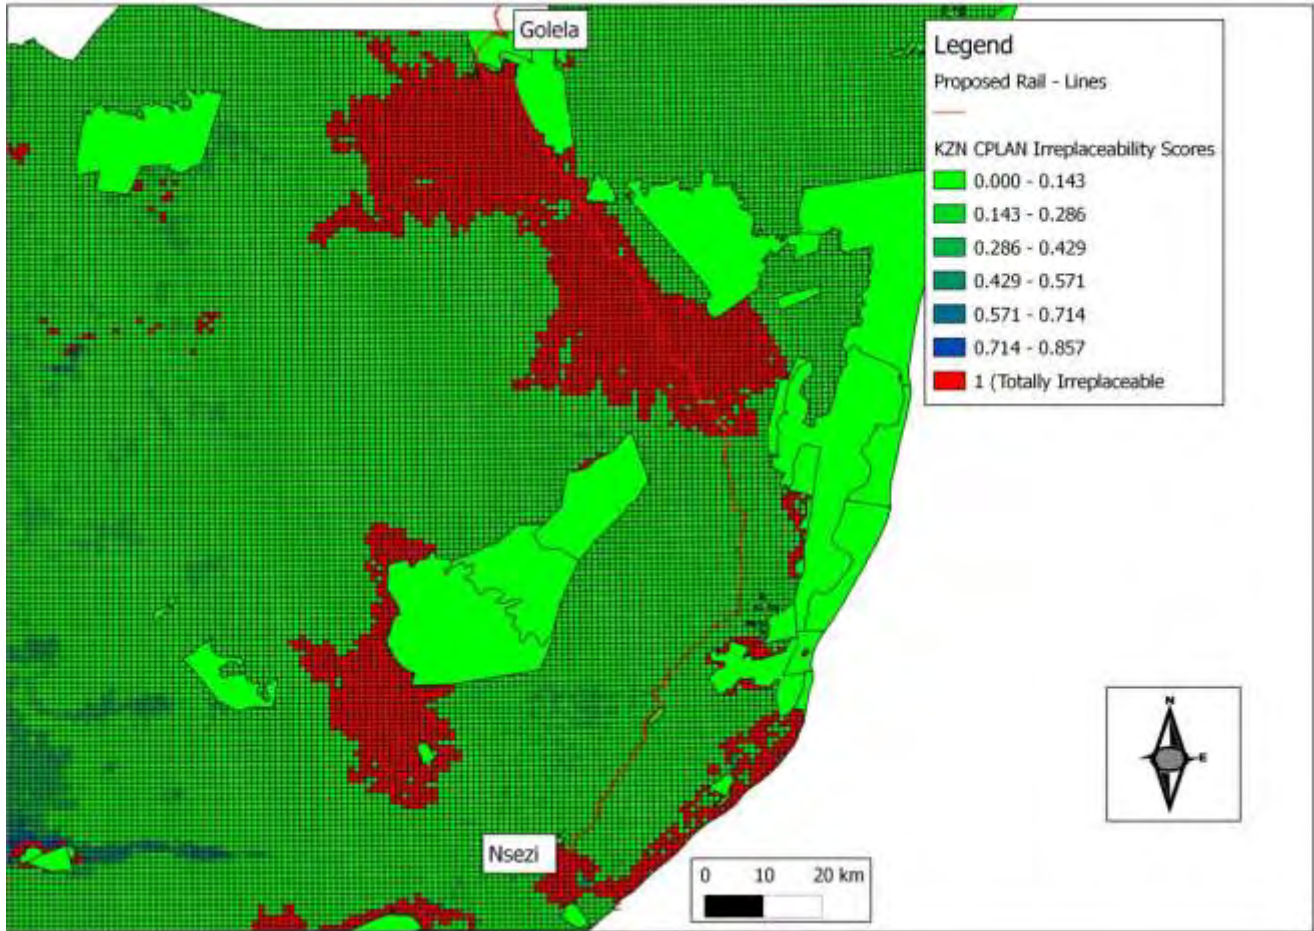 Golela
Legend
Proposed Rail - Lines
KZN CPLAN Irreplaceability Scores
0.000 - 0.143
0.143 - 0.286
0.286 - 0.429
0.429 - 0.571
0.571 - 0.714
0.714 - 0.857
1 (Totally Irreplaceable
N
E
Nsezi
0 10 20 km